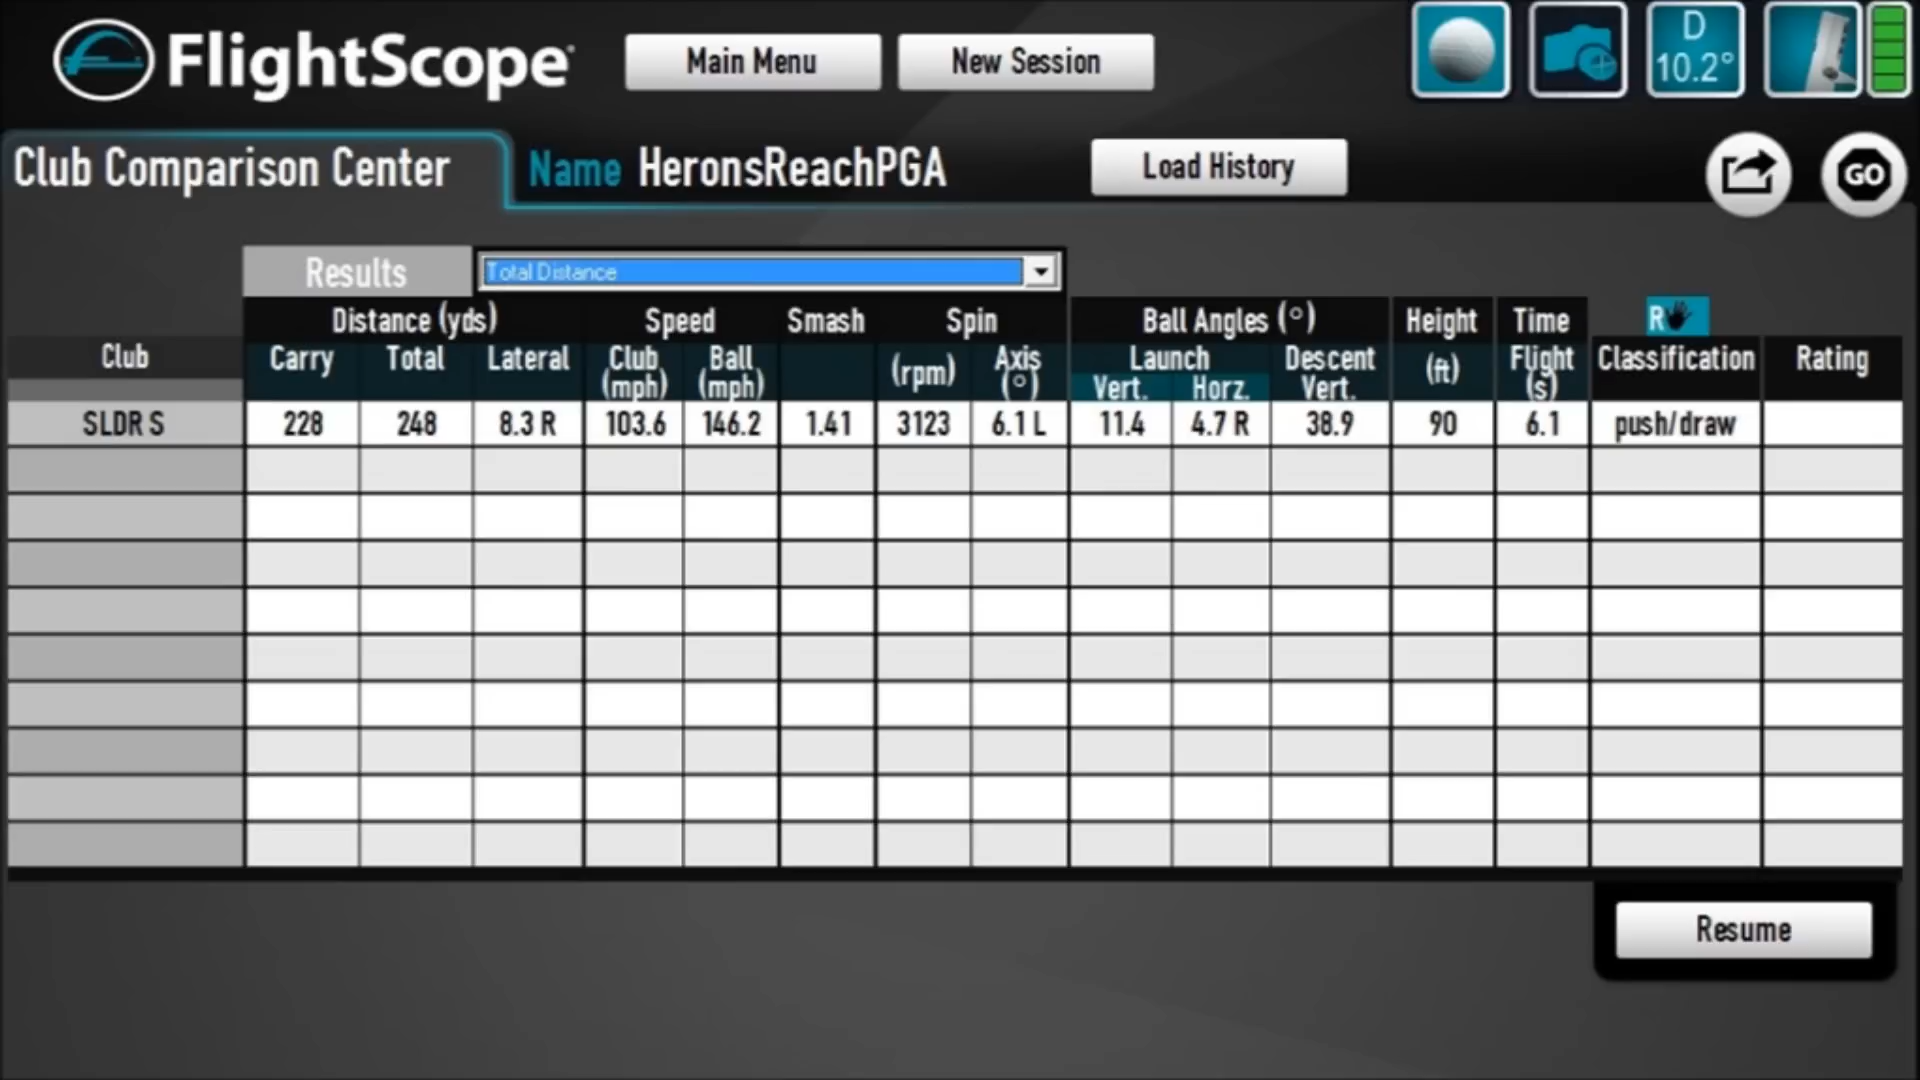 FlightScope
Main Menu
New Session
D
10.2°
Club Comparison Center
Name HeronsReachPGA
Load History
GO
Results
Total Distance
Distance (yds) Speed Smash Spin Ball Angles (°) Height Time R
Club Carry Total Lateral Club (mph) Ball (mph) (rpm) Axis (°) Launch Vert. Horz. Descent Vert. (ft) Flight (s) Classification Rating
SLDR S 228 248 8.3 R 103.6 146.2 1.41 3123 6.1 L 11.4 4.7 R 38.9 90 6.1 push/draw
Resume